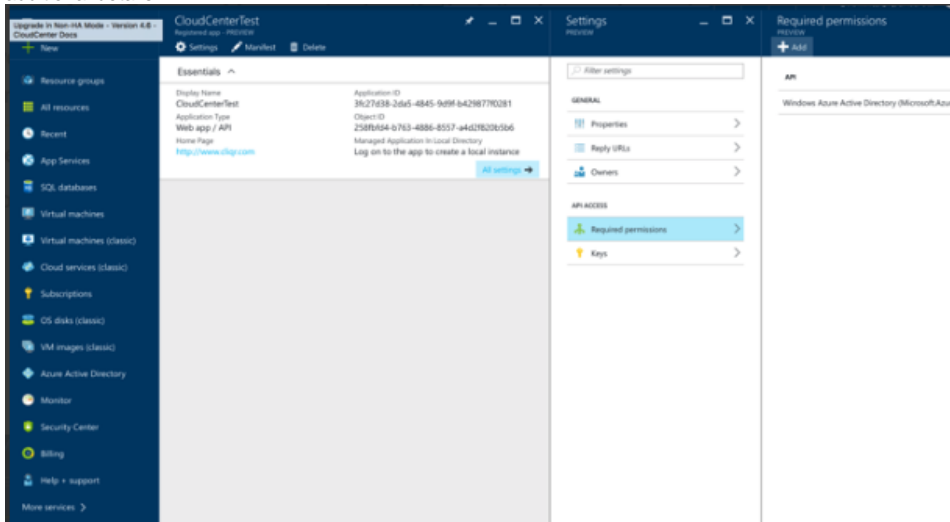 Upgrade in Non-HA Mode - Version 4.6 -
CloudCenter Docs
New
Resource groups
All resources
Recent
App Services
SQL databases
Virtual machines
Virtual machines (classic)
Cloud services (classic)
Subscriptions
OS disks (classic)
VM images (classic)
Azure Active Directory
Monitor
Security Center
Billing
Help + support
More services
CloudCenterTest
Registered app - PREVIEW
Settings
Manifest
Delete
Essentials
Display Name
CloudCenterTest
Application Type
Web app / API
Home Page
http://www.cliqr.com
Application ID
3fc27d38-2da5-4845-9d9f-b429877f0281
Object ID
258fbfd4-b763-4886-8557-a4d2f820b5b6
Managed Application In Local Directory
Log on to the app to create a local instance
All settings
Settings
PREVIEW
Filter settings
GENERAL
Properties
Reply URLs
Owners
API ACCESS
Required permissions
Keys
Required permissions
PREVIEW
Add
API
Windows Azure Active Directory (Microsoft.Azu